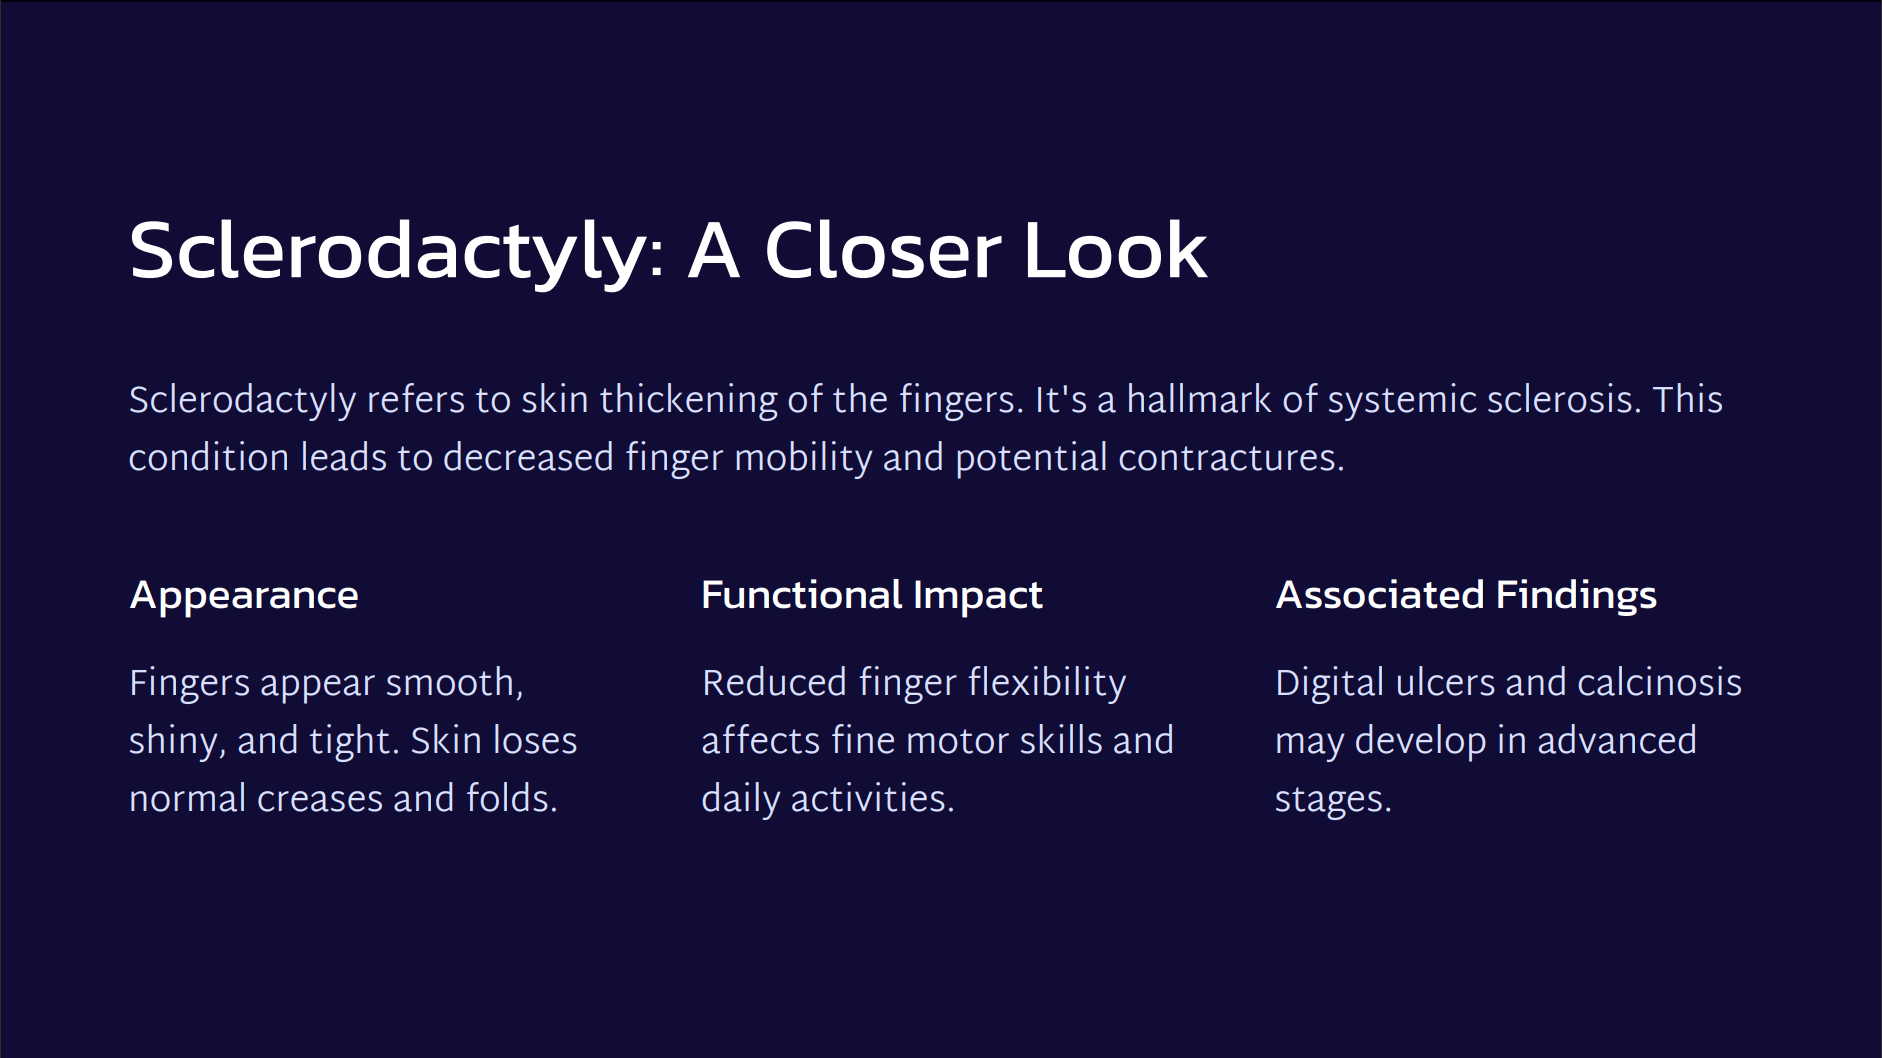 Sclerodactyly: A Closer Look
Sclerodactyly refers to skin thickening of the fingers. It's a hallmark of systemic sclerosis. This
condition leads to decreased finger mobility and potential contractures.
Appearance
Fingers appear smooth,
shiny, and tight. Skin loses
normal creases and folds.
Functional Impact
Reduced finger flexibility
affects fine motor skills and
daily activities.
Associated Findings
Digital ulcers and calcinosis
may develop in advanced
stages.